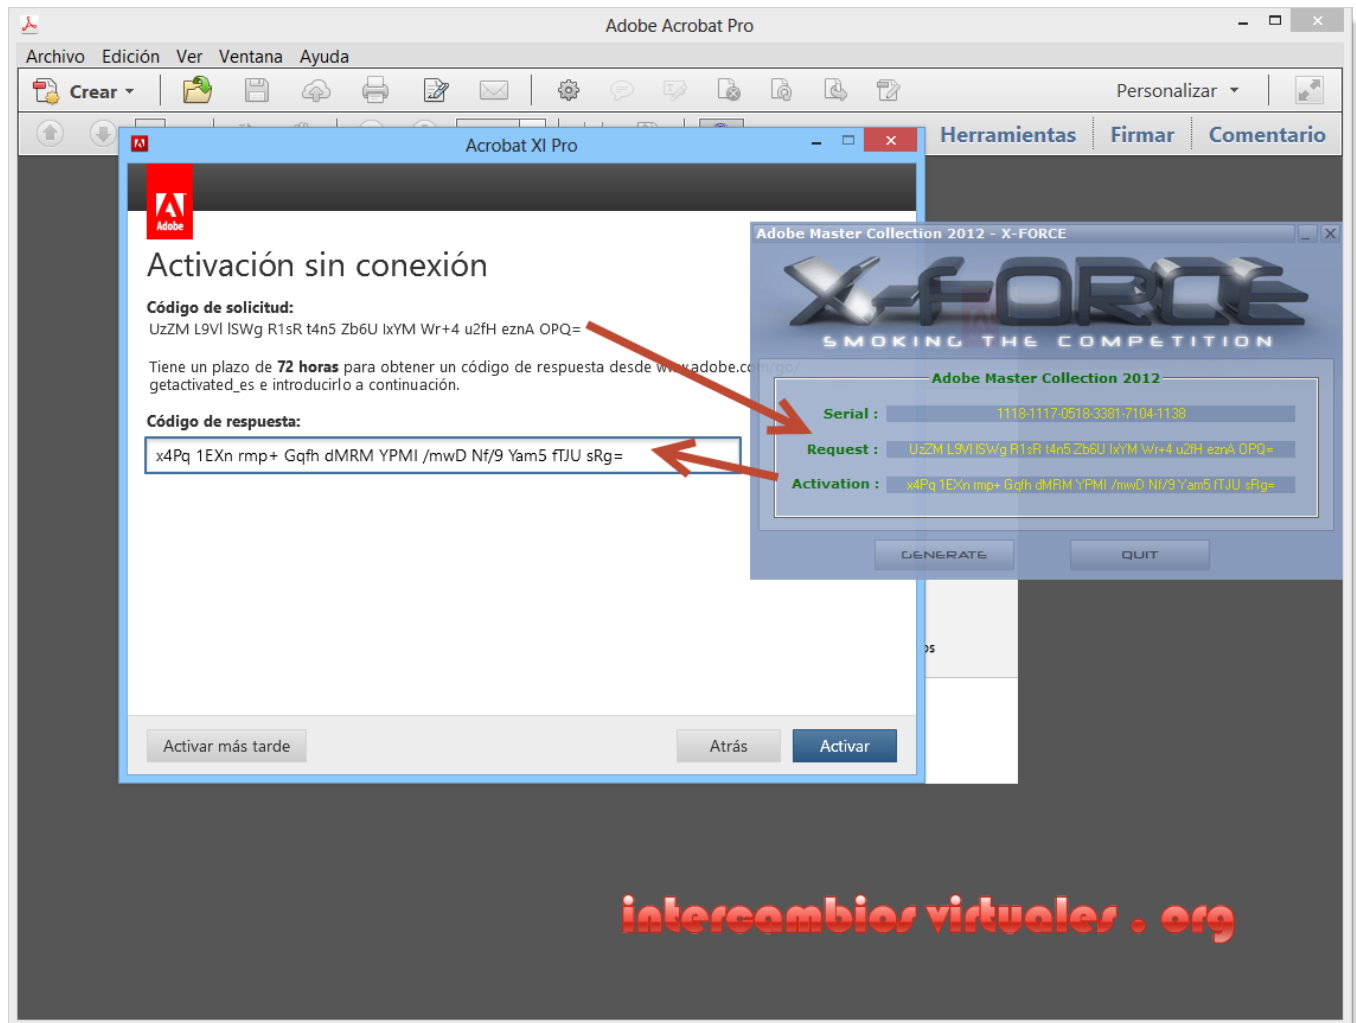 Adobe Acrobat Pro
Archivo Edición Ver Ventana Ayuda
Crear
Personalizar
Herramientas Firmar Comentario
Acrobat XI Pro
Adobe
Activación sin conexión
Código de solicitud:
UzZM L9Vl lSWg R1sR t4n5 Zb6U IxYM Wr+4 u2fH eznA OPQ=
Tiene un plazo de 72 horas para obtener un código de respuesta desde www.adobe.com/go/
getactivated_es e introducirlo a continuación.
Código de respuesta:
x4Pq 1EXn rmp+ Gqfh dMRM YPMI /mwD Nf/9 Yam5 fTJU sRg=
Activar más tarde
Atrás
Activar
Adobe Master Collection 2012 - X-FORCE
X-FORCE
SMOKING THE COMPETITION
Adobe Master Collection 2012
Serial : 1118-1117-0518-3381-7104-1138
Request : UzZM L9Vl lSWg R1sR t4n5 Zb6U IxYM Wr+4 u2fH eznA OPQ=
Activation : x4Pq 1EXn rmp+ Gqfh dMRM YPMI /mwD Nf/9 Yam5 fTJU sRg=
GENERATE
QUIT
intercambios virtuales . org